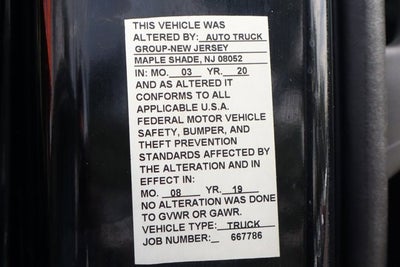 THIS VEHICLE WAS
ALTERED BY: AUTO TRUCK
GROUP-NEW JERSEY
MAPLE SHADE, NJ 08052
IN: MO. 03 YR. 20
AND AS ALTERED IT
CONFORMS TO ALL
APPLICABLE U.S.A.
FEDERAL MOTOR VEHICLE
SAFETY, BUMPER, AND
THEFT PREVENTION
STANDARDS AFFECTED BY
THE ALTERATION AND IN
EFFECT IN:
MO. 08 YR. 19
NO ALTERATION WAS DONE
TO GVWR OR GAWR.
VEHICLE TYPE: TRUCK
JOB NUMBER: 667786